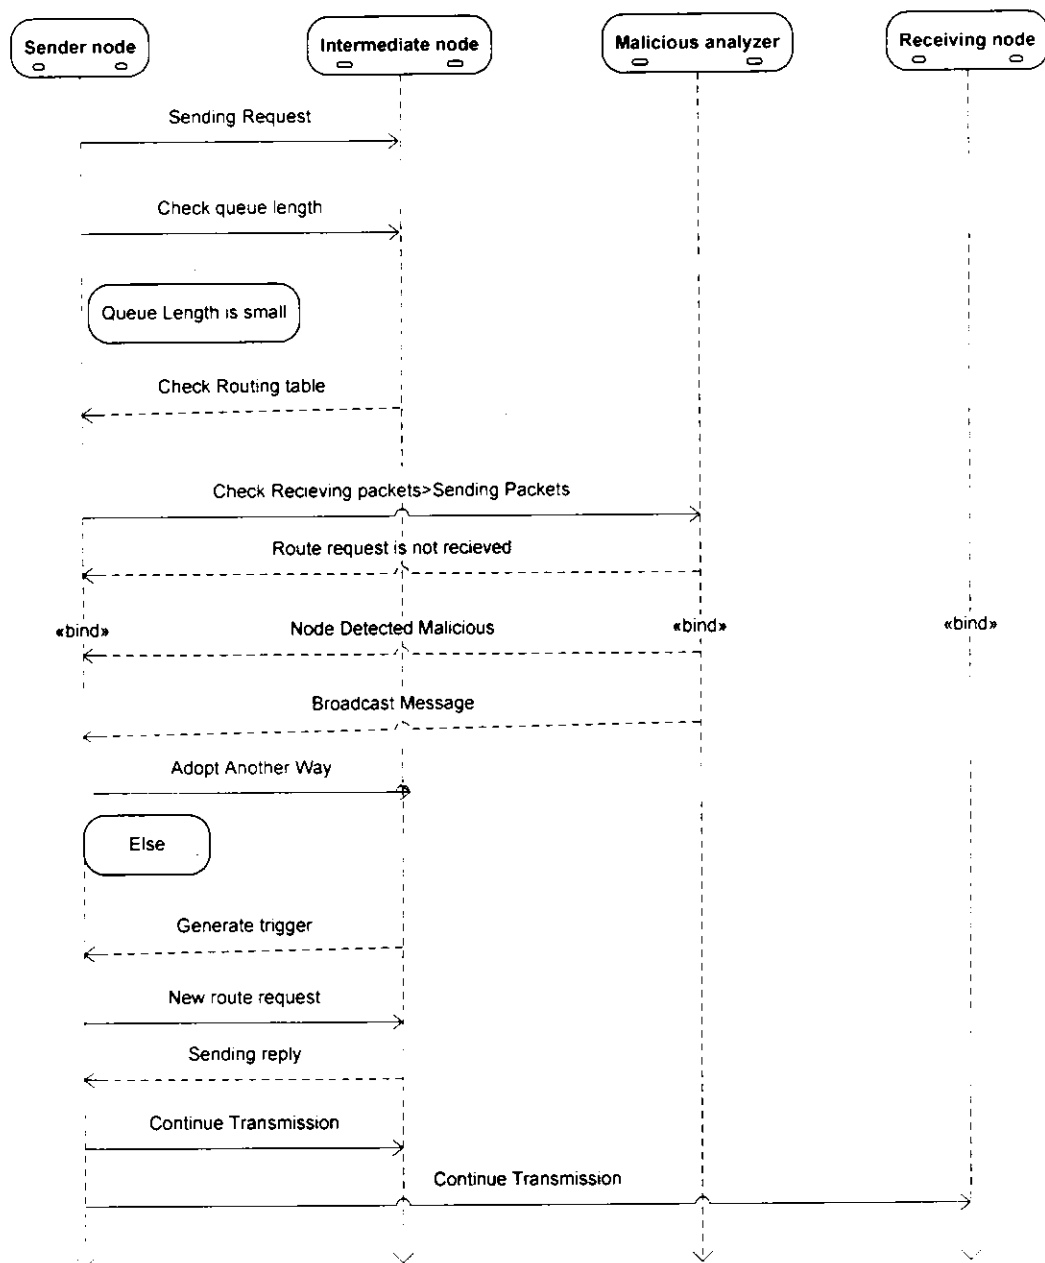 Sender node
Intermediate node
Malicious analyzer
Receiving node
Sending Request
Check queue length
Queue Length is small
Check Routing table
Check Recieving packets>Sending Packets
Route request is not recieved
«bind»
Node Detected Malicious
«bind»
«bind»
Broadcast Message
Adopt Another Way
Else
Generate trigger
New route request
Sending reply
Continue Transmission
Continue Transmission